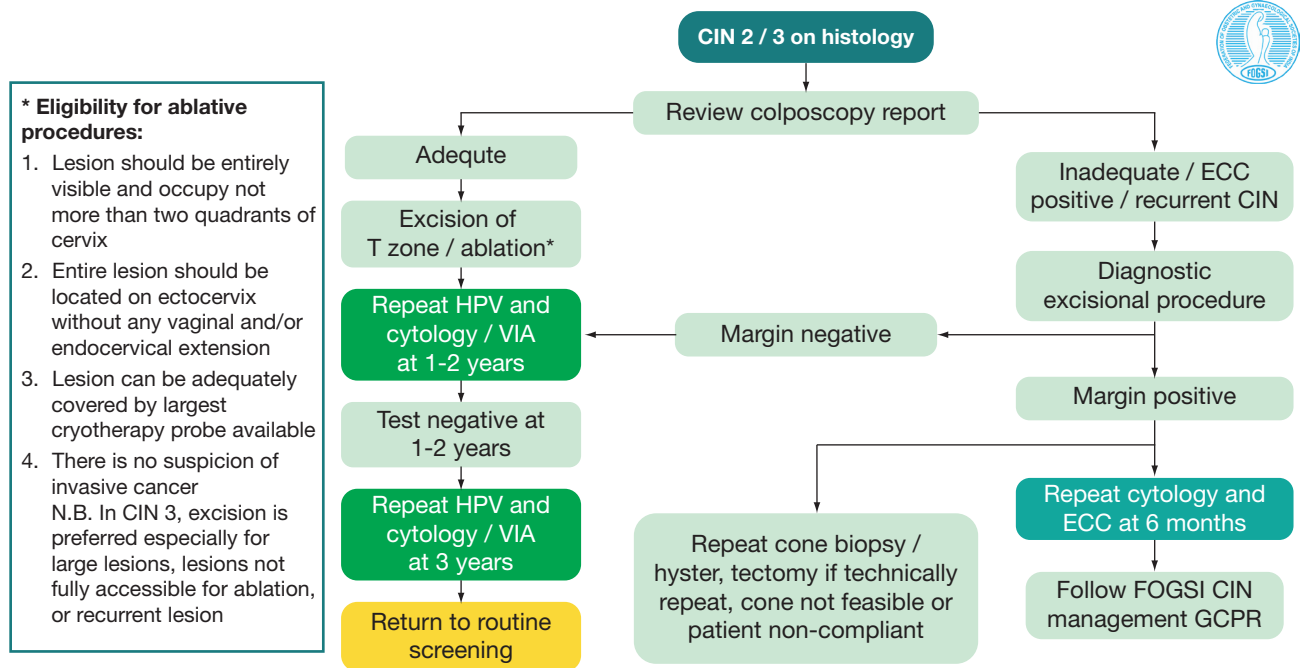 CIN 2 / 3 on histology
FOGSI
Review colposcopy report
* Eligibility for ablative
procedures:
1. Lesion should be entirely
visible and occupy not
more than two quadrants of
cervix
2. Entire lesion should be
located on ectocervix
without any vaginal and/or
endocervical extension
3. Lesion can be adequately
covered by largest
cryotherapy probe available
4. There is no suspicion of
invasive cancer
N.B. In CIN 3, excision is
preferred especially for
large lesions, lesions not
fully accessible for ablation,
or recurrent lesion
Adequte
Excision of
T zone / ablation*
Repeat HPV and
cytology / VIA
at 1-2 years
Test negative at
1-2 years
Repeat HPV and
cytology / VIA
at 3 years
Return to routine
screening
Inadequate / ECC
positive / recurrent CIN
Diagnostic
excisional procedure
Margin negative
Margin positive
Repeat cone biopsy /
hyster, tectomy if technically
repeat, cone not feasible or
patient non-compliant
Repeat cytology and
ECC at 6 months
Follow FOGSI CIN
management GCPR